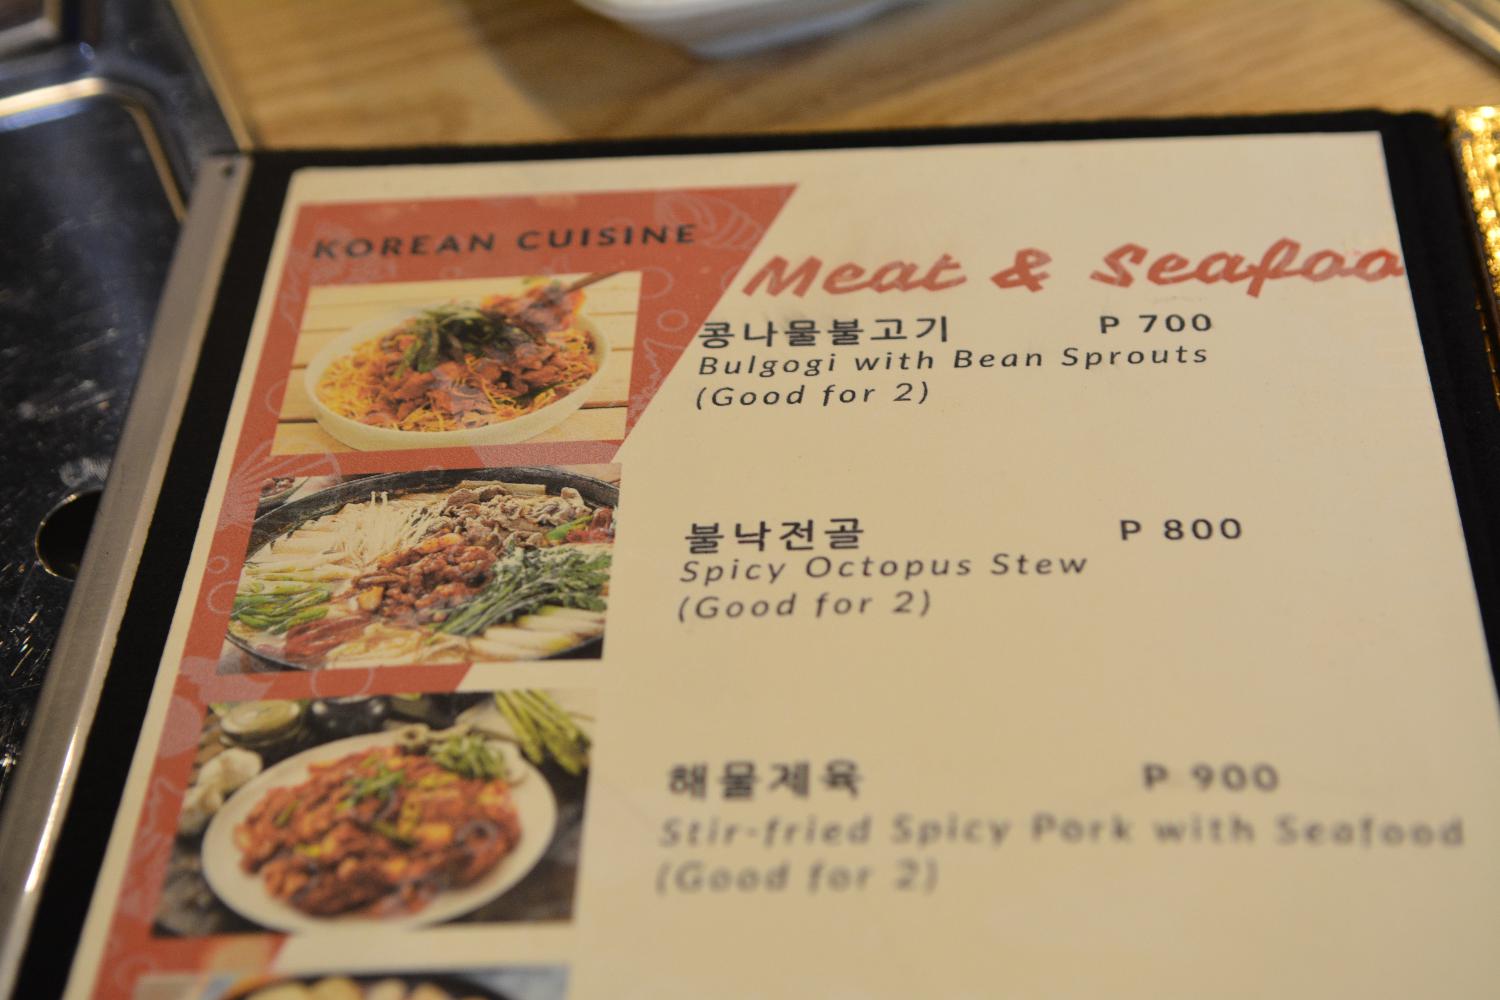 KOREAN CUISINE
Meat & Seafoo
콩나물불고기 P 700
Bulgogi with Bean Sprouts
(Good for 2)
불낙전골 P 800
Spicy Octopus Stew
(Good for 2)
해물제육 P 900
Stir-fried Spicy Pork with Seafood
(Good for 2)